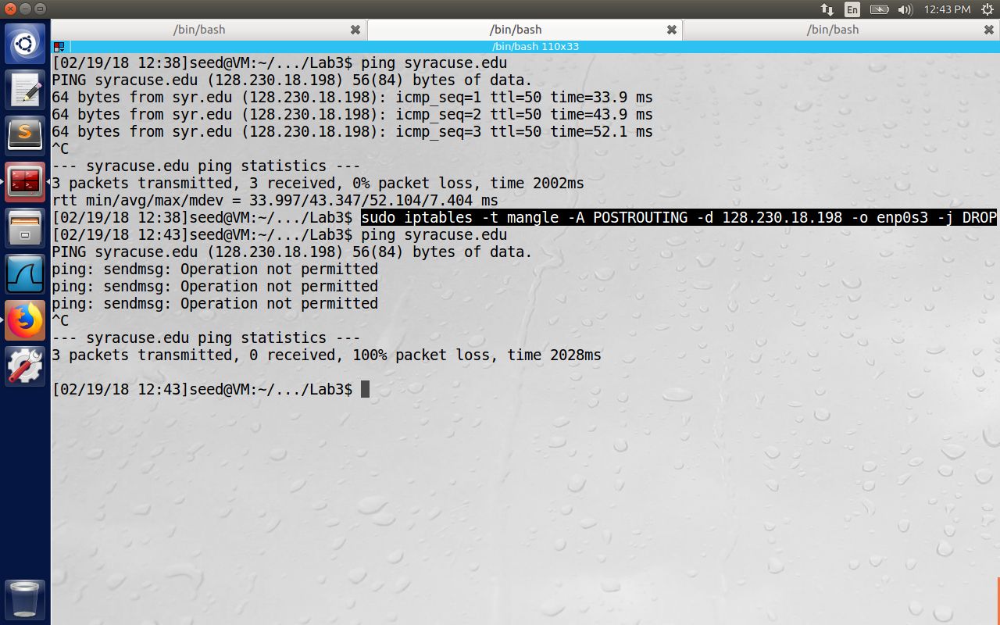 En
12:43 PM
/bin/bash
/bin/bash
/bin/bash
/bin/bash 110x33
[02/19/18 12:38]seed@VM:~/.../Lab3$ ping syracuse.edu
PING syracuse.edu (128.230.18.198) 56(84) bytes of data.
64 bytes from syr.edu (128.230.18.198): icmp_seq=1 ttl=50 time=33.9 ms
64 bytes from syr.edu (128.230.18.198): icmp_seq=2 ttl=50 time=43.9 ms
64 bytes from syr.edu (128.230.18.198): icmp_seq=3 ttl=50 time=52.1 ms
^C
--- syracuse.edu ping statistics ---
3 packets transmitted, 3 received, 0% packet loss, time 2002ms
rtt min/avg/max/mdev = 33.997/43.347/52.104/7.404 ms
[02/19/18 12:38]seed@VM:~/.../Lab3$ sudo iptables -t mangle -A POSTROUTING -d 128.230.18.198 -o enp0s3 -j DROP
[02/19/18 12:43]seed@VM:~/.../Lab3$ ping syracuse.edu
PING syracuse.edu (128.230.18.198) 56(84) bytes of data.
ping: sendmsg: Operation not permitted
ping: sendmsg: Operation not permitted
ping: sendmsg: Operation not permitted
^C
--- syracuse.edu ping statistics ---
3 packets transmitted, 0 received, 100% packet loss, time 2028ms
[02/19/18 12:43]seed@VM:~/.../Lab3$